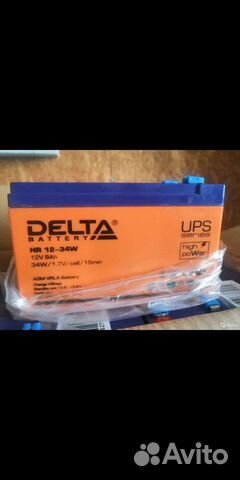 DELTA
BATTERY
UPS
series
HR 12-34W
12V 9Ah
34W/1.7V/cell/15min
high
power
AGM VRLA Battery
Charge Voltage
Avito